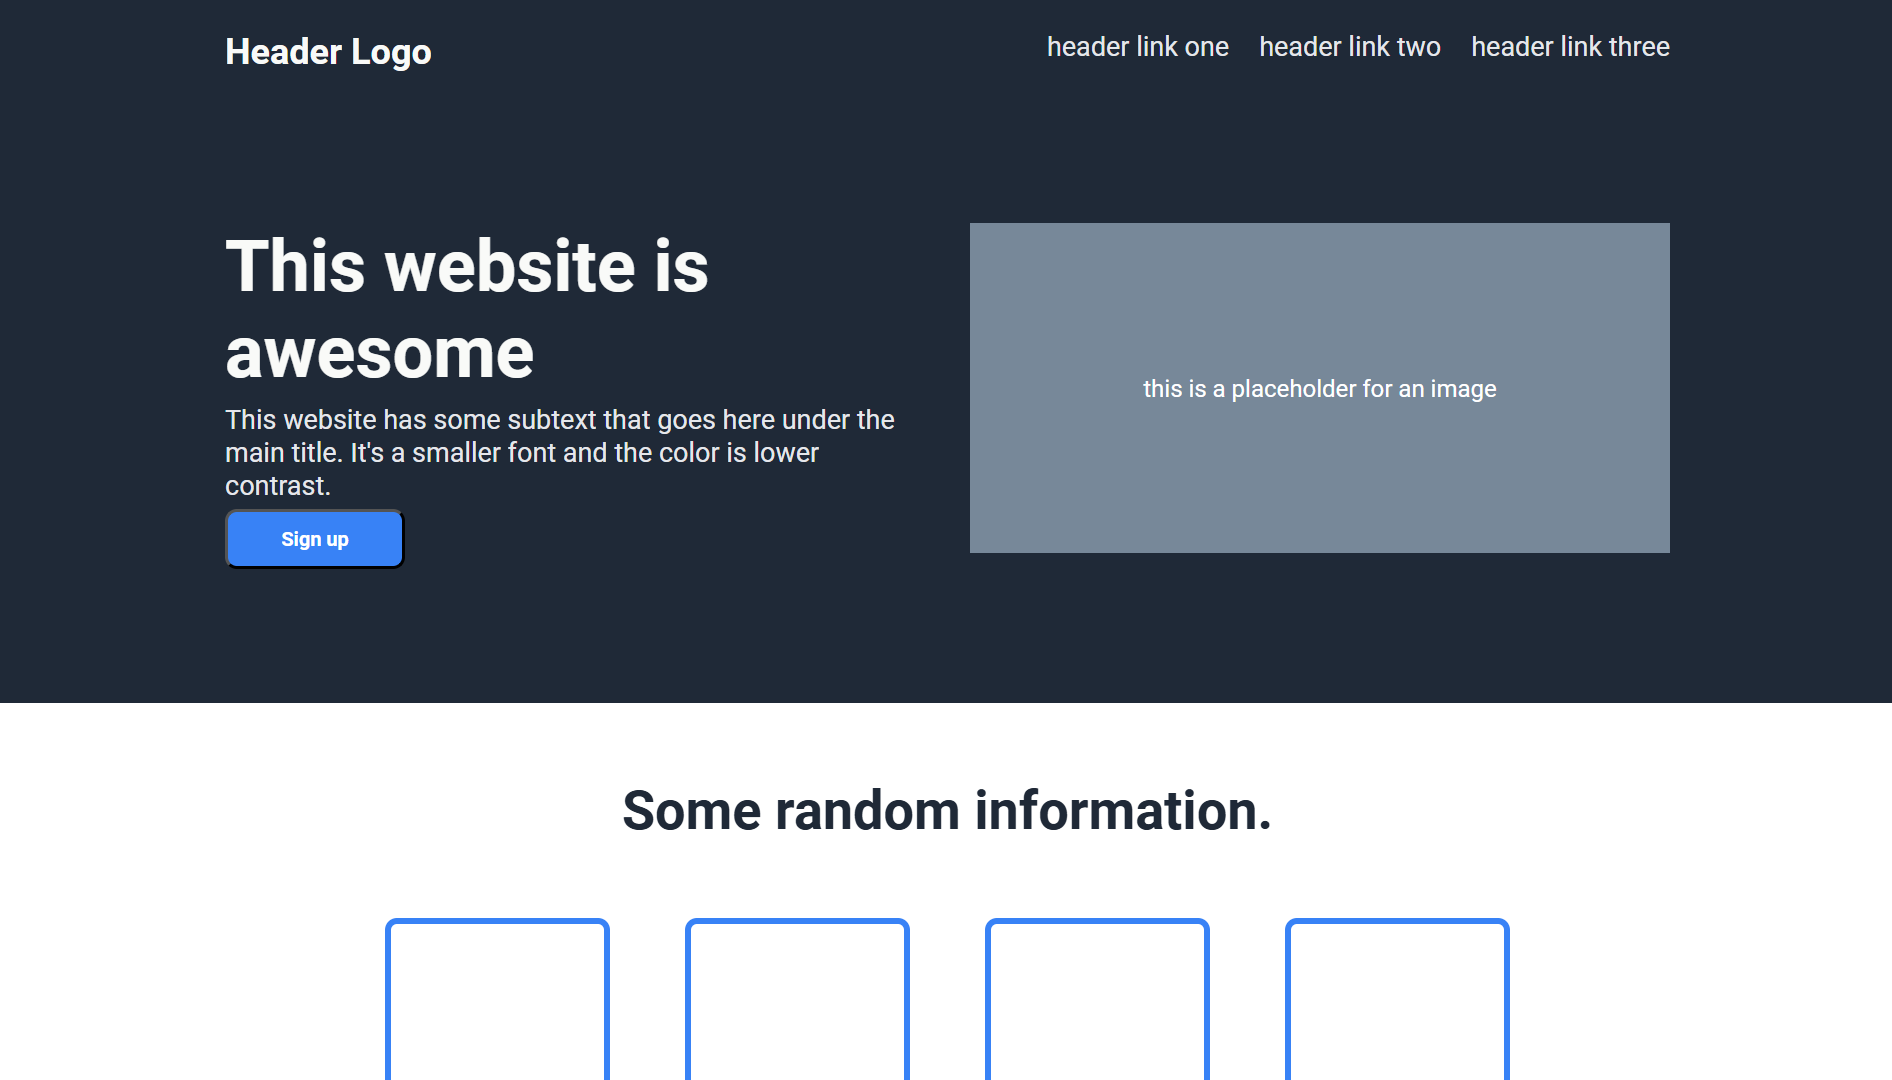 Header Logo
header link one
header link two
header link three
This website is
awesome
This website has some subtext that goes here under the
main title. It's a smaller font and the color is lower
contrast.
Sign up
this is a placeholder for an image
Some random information.